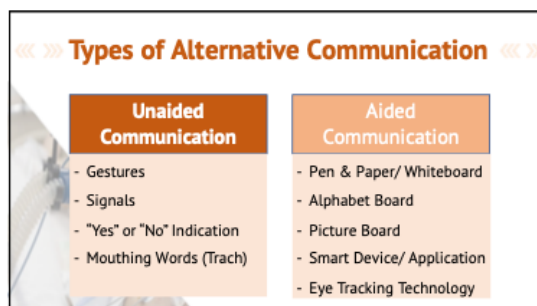 Types of Alternative Communication
Unaided
Communication
- Gestures
- Signals
- “Yes” or “No” Indication
- Mouthing Words (Trach)
Aided
Communication
- Pen & Paper/ Whiteboard
- Alphabet Board
- Picture Board
- Smart Device/ Application
- Eye Tracking Technology